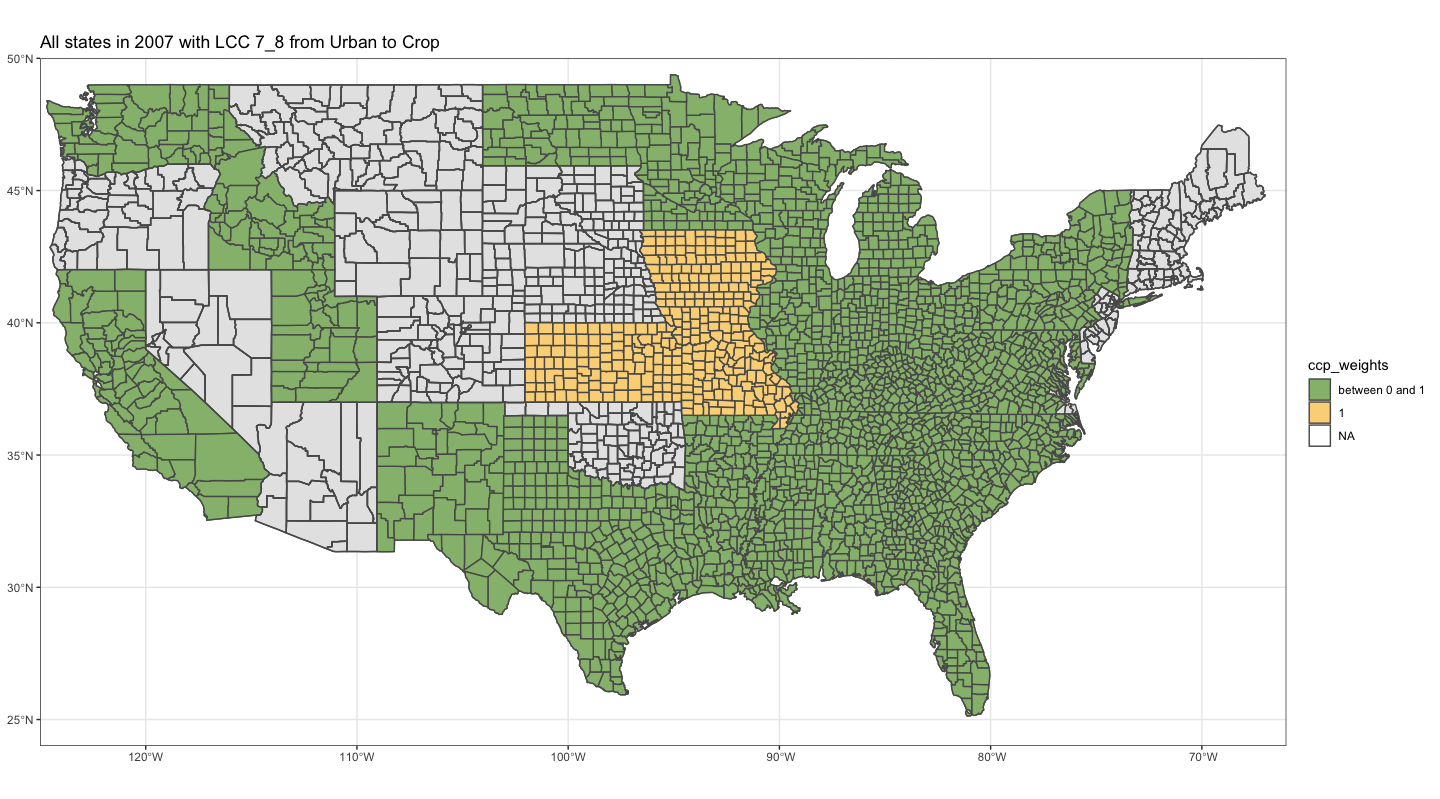 All states in 2007 with LCC 7_8 from Urban to Crop
50°N
45°N
40°N
35°N
30°N
25°N
120°W
110°W
100°W
90°W
80°W
70°W
ccp_weights
between 0 and 1
1
NA